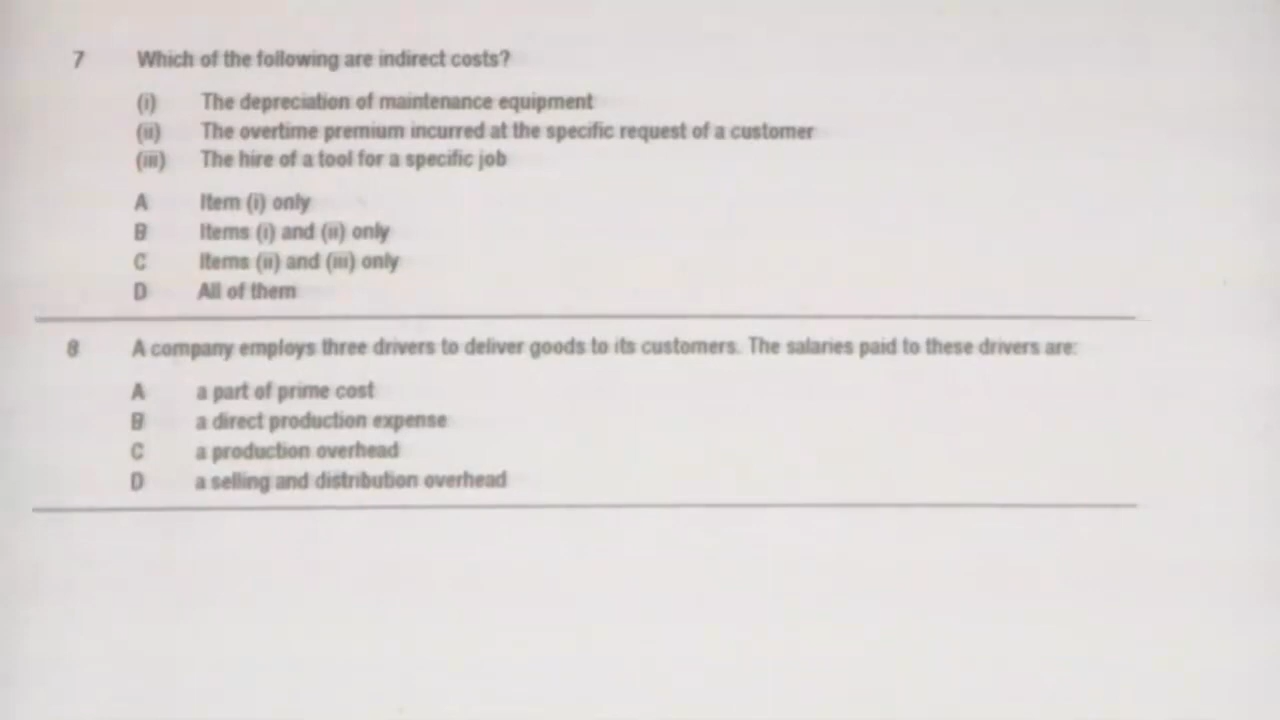 7 Which of the following are indirect costs?
(i) The depreciation of maintenance equipment
(ii) The overtime premium incurred at the specific request of a customer
(iii) The hire of a tool for a specific job
A Item (i) only
B Items (i) and (ii) only
C Items (ii) and (iii) only
D All of them
8 A company employs three drivers to deliver goods to its customers. The salaries paid to these drivers are:
A a part of prime cost
B a direct production expense
C a production overhead
D a selling and distribution overhead